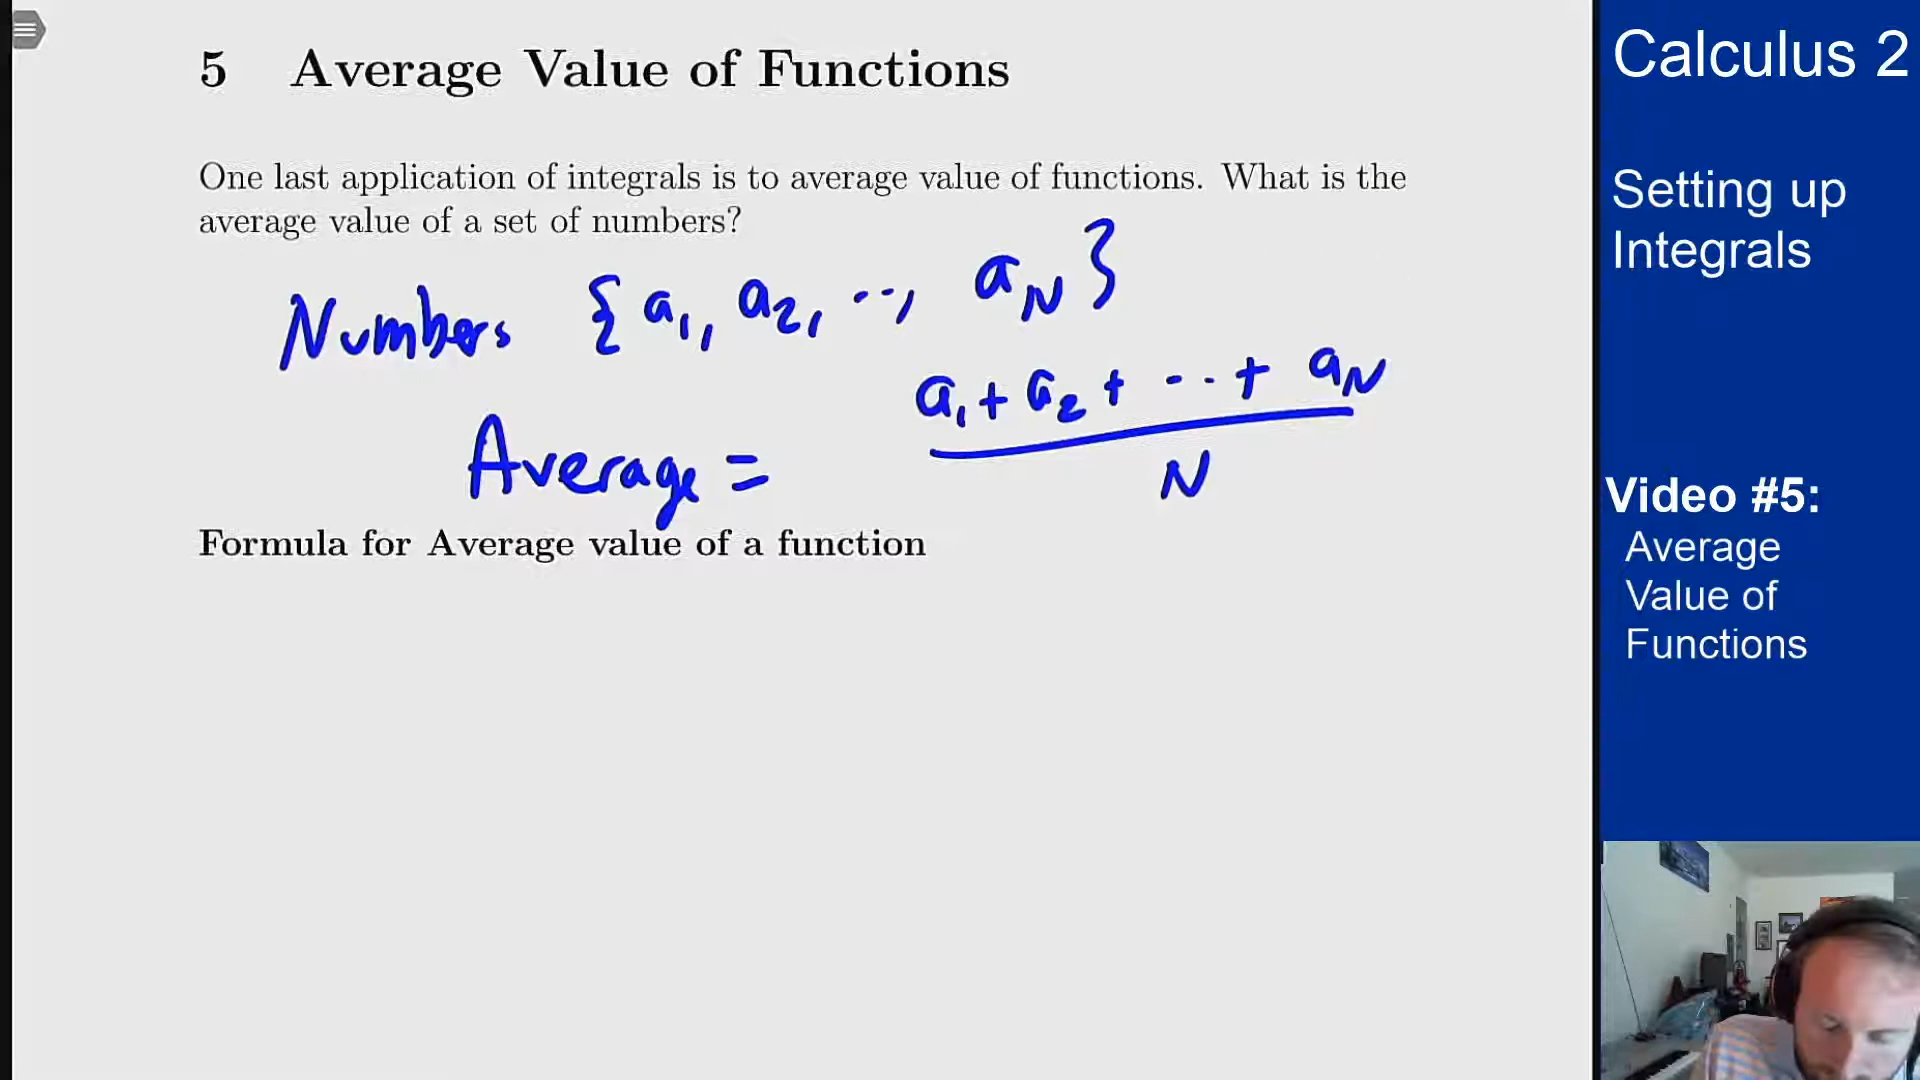 5 Average Value of Functions
One last application of integrals is to average value of functions. What is the
average value of a set of numbers?
Numbers {a₁, a₂, ..., a_N}
Average = (a₁ + a₂ + ... + a_N) / N
Formula for Average value of a function
Calculus 2
Setting up
Integrals
Video #5:
Average
Value of
Functions